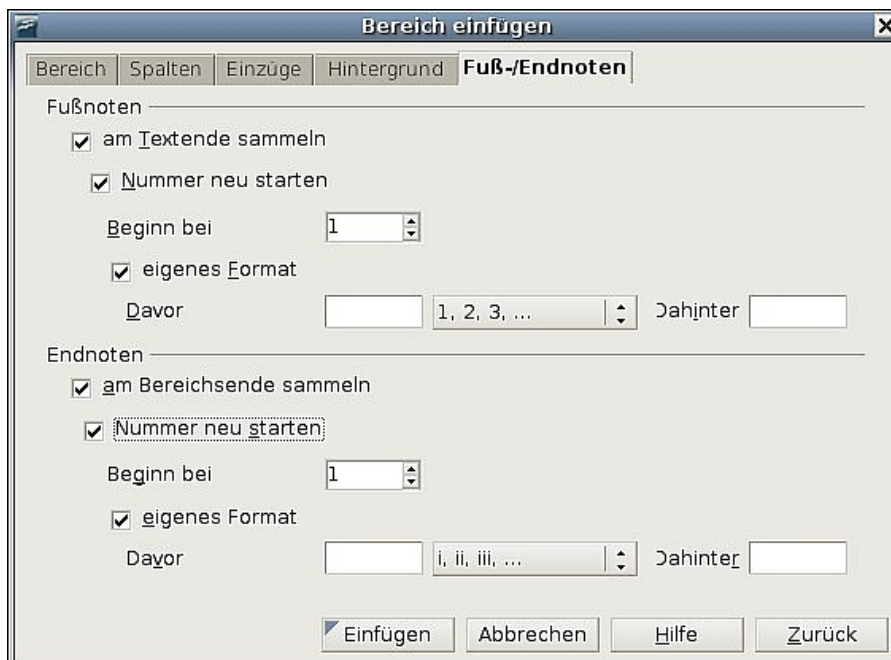 Bereich einfügen
Bereich Spalten Einzüge Hintergrund Fuß-/Endnoten
Fußnoten
am Textende sammeln
Nummer neu starten
Beginn bei 1
eigenes Format
Davor 1, 2, 3, ... Dahinter
Endnoten
am Bereichsende sammeln
Nummer neu starten
Beginn bei 1
eigenes Format
Davor i, ii, iii, ... Dahinter
Einfügen Abbrechen Hilfe Zurück